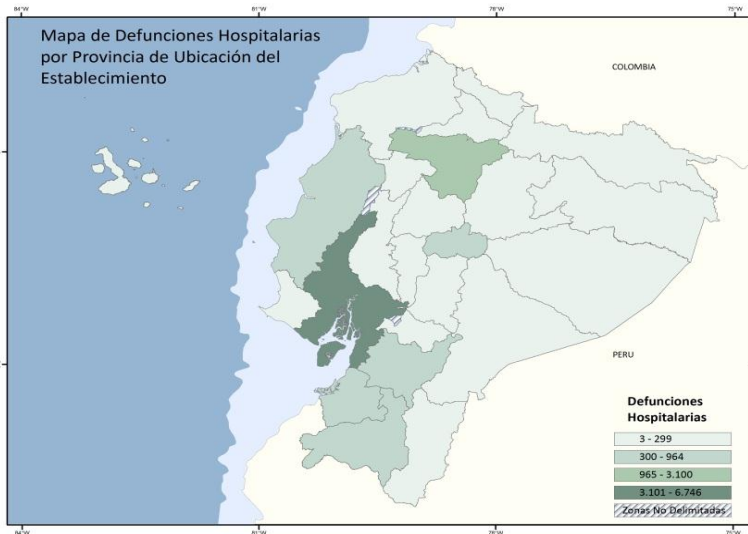 84°W
81°W
78°W
75°W
Mapa de Defunciones Hospitalarias
por Provincia de Ubicación del
Establecimiento
COLOMBIA
PERU
Defunciones
Hospitalarias
3 - 299
300 - 964
965 - 3.100
3.101 - 6.746
Zonas No Delimitadas
84°W
81°W
78°W
75°W